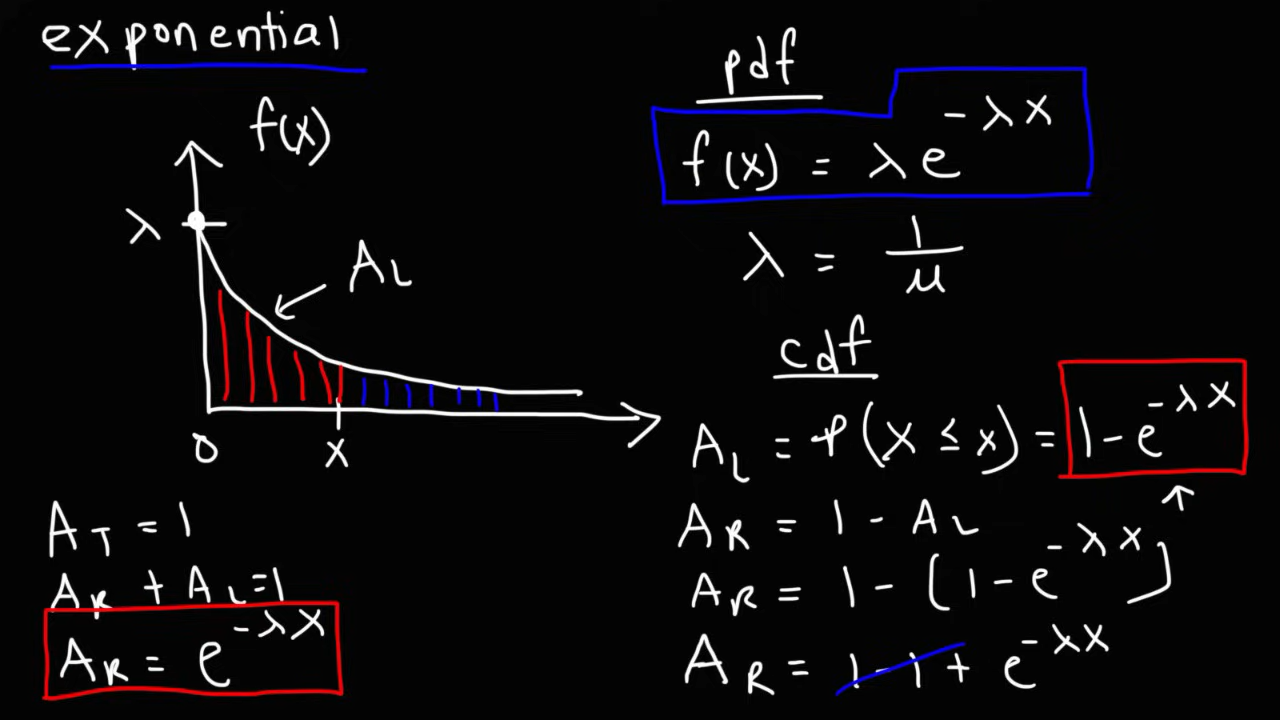 exponential
f(x)
λ
A_L
0
x
A_T = 1
A_R + A_L = 1
A_R = e^{-λx}
pdf
f(x) = λe^{-λx}
λ = 1/μ
cdf
A_L = P(X ≤ x) = 1 - e^{-λx}
A_R = 1 - A_L
A_R = 1 - (1 - e^{-λx}]
A_R = 1 - 1 + e^{-λx}